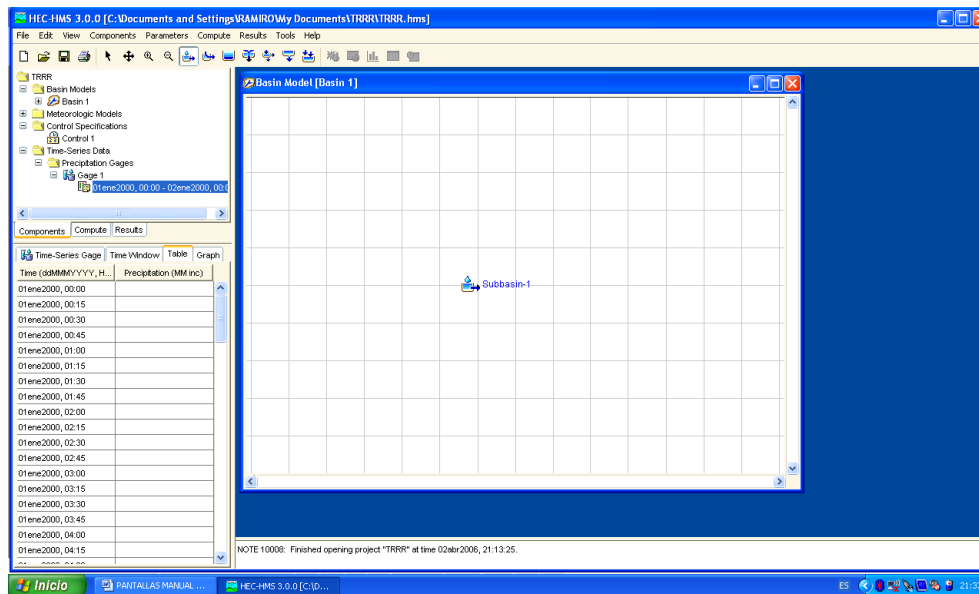 HEC-HMS 3.0.0 [C:\Documents and Settings\RAMIRO\My Documents\TRRR\TRRR.hms]
File Edit View Components Parameters Compute Results Tools Help
TRRR
Basin Models
Basin 1
Meteorologic Models
Control Specifications
Control 1
Time-Series Data
Precipitation Gages
Gage 1
01ene2000, 00:00 - 02ene2000, 00:0
Components Compute Results
Time-Series Gage Time Window Table Graph
Time (ddMMMYYYY, H... Precipitation (MM inc)
01ene2000, 00:00
01ene2000, 00:15
01ene2000, 00:30
01ene2000, 00:45
01ene2000, 01:00
01ene2000, 01:15
01ene2000, 01:30
01ene2000, 01:45
01ene2000, 02:00
01ene2000, 02:15
01ene2000, 02:30
01ene2000, 02:45
01ene2000, 03:00
01ene2000, 03:15
01ene2000, 03:30
01ene2000, 03:45
01ene2000, 04:00
01ene2000, 04:15
Basin Model [Basin 1]
Subbasin-1
NOTE 10008: Finished opening project "TRRR" at time 02abr2006, 21:13:25.
Inicio PANTALLAS MANUAL ... HEC-HMS 3.0.0 [C:\D... ES